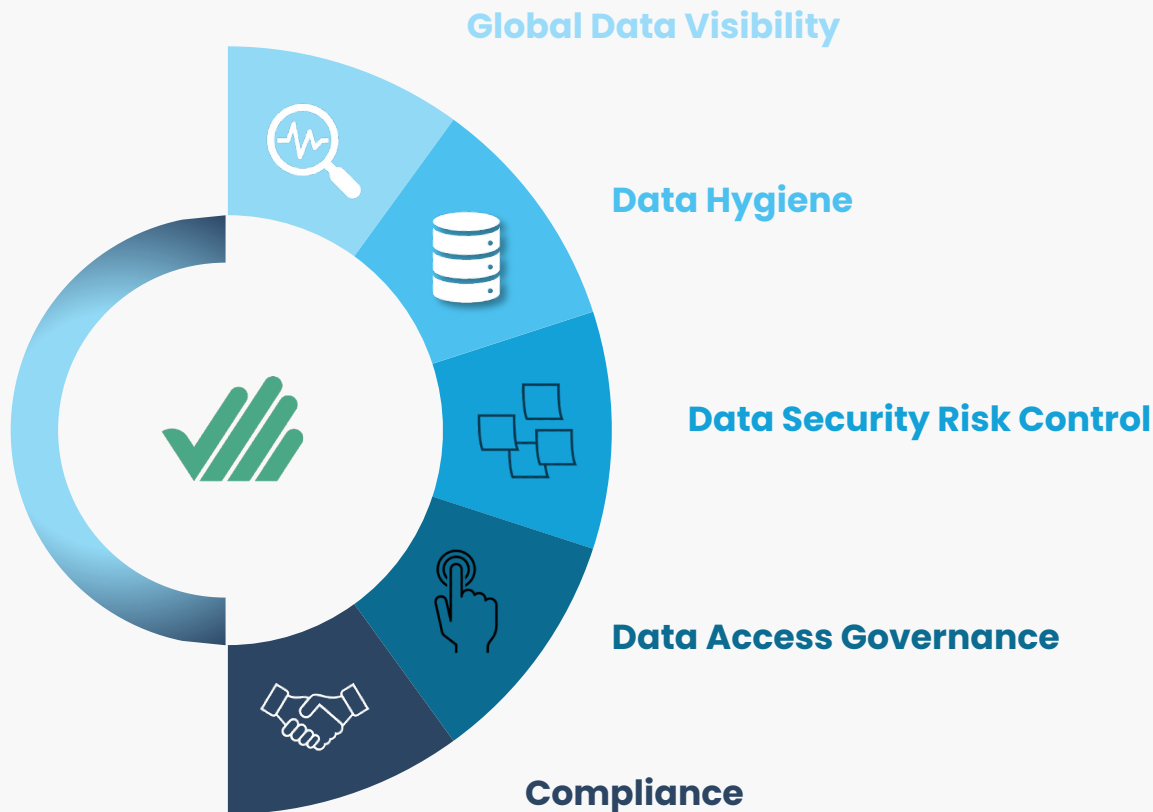 Global Data Visibility
Data Hygiene
Data Security Risk Control
Data Access Governance
Compliance